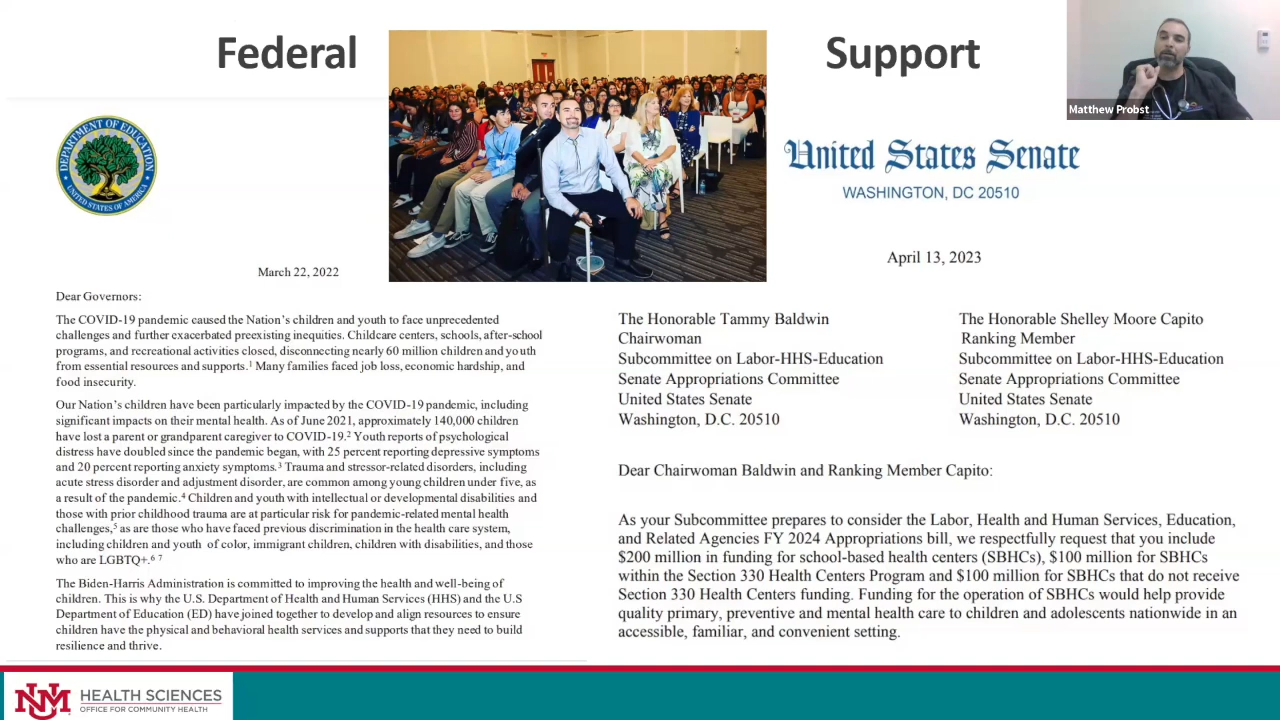 Federal Support
Matthew Probst
DEPARTMENT OF EDUCATION
UNITED STATES OF AMERICA
March 22, 2022
Dear Governors:
The COVID-19 pandemic caused the Nation's children and youth to face unprecedented
challenges and further exacerbated preexisting inequities. Childcare centers, schools, after-school
programs, and recreational activities closed, disconnecting nearly 60 million children and youth
from essential resources and supports.¹ Many families faced job loss, economic hardship, and
food insecurity.
Our Nation's children have been particularly impacted by the COVID-19 pandemic, including
significant impacts on their mental health. As of June 2021, approximately 140,000 children
have lost a parent or grandparent caregiver to COVID-19.² Youth reports of psychological
distress have doubled since the pandemic began, with 25 percent reporting depressive symptoms
and 20 percent reporting anxiety symptoms.³ Trauma and stressor-related disorders, including
acute stress disorder and adjustment disorder, are common among young children under five, as
a result of the pandemic.⁴ Children and youth with intellectual or developmental disabilities and
those with prior childhood trauma are at particular risk for pandemic-related mental health
challenges,⁵ as are those who have faced previous discrimination in the health care system,
including children and youth of color, immigrant children, children with disabilities, and those
who are LGBTQ+.⁶ ⁷
The Biden-Harris Administration is committed to improving the health and well-being of
children. This is why the U.S. Department of Health and Human Services (HHS) and the U.S
Department of Education (ED) have joined together to develop and align resources to ensure
children have the physical and behavioral health services and supports that they need to build
resilience and thrive.
United States Senate
WASHINGTON, DC 20510
April 13, 2023
The Honorable Tammy Baldwin
Chairwoman
Subcommittee on Labor-HHS-Education
Senate Appropriations Committee
United States Senate
Washington, D.C. 20510
The Honorable Shelley Moore Capito
Ranking Member
Subcommittee on Labor-HHS-Education
Senate Appropriations Committee
United States Senate
Washington, D.C. 20510
Dear Chairwoman Baldwin and Ranking Member Capito:
As your Subcommittee prepares to consider the Labor, Health and Human Services, Education,
and Related Agencies FY 2024 Appropriations bill, we respectfully request that you include
$200 million in funding for school-based health centers (SBHCs), $100 million for SBHCs
within the Section 330 Health Centers Program and $100 million for SBHCs that do not receive
Section 330 Health Centers funding. Funding for the operation of SBHCs would help provide
quality primary, preventive and mental health care to children and adolescents nationwide in an
accessible, familiar, and convenient setting.
UNM HEALTH SCIENCES
OFFICE FOR COMMUNITY HEALTH